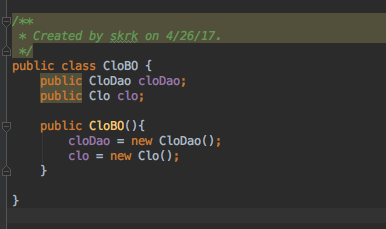 /**
 * Created by skrk on 4/26/17.
 */
public class CloBO {
    public CloDao cloDao;
    public Clo clo;

    public CloBO(){
        cloDao = new CloDao();
        clo = new Clo();
    }

}